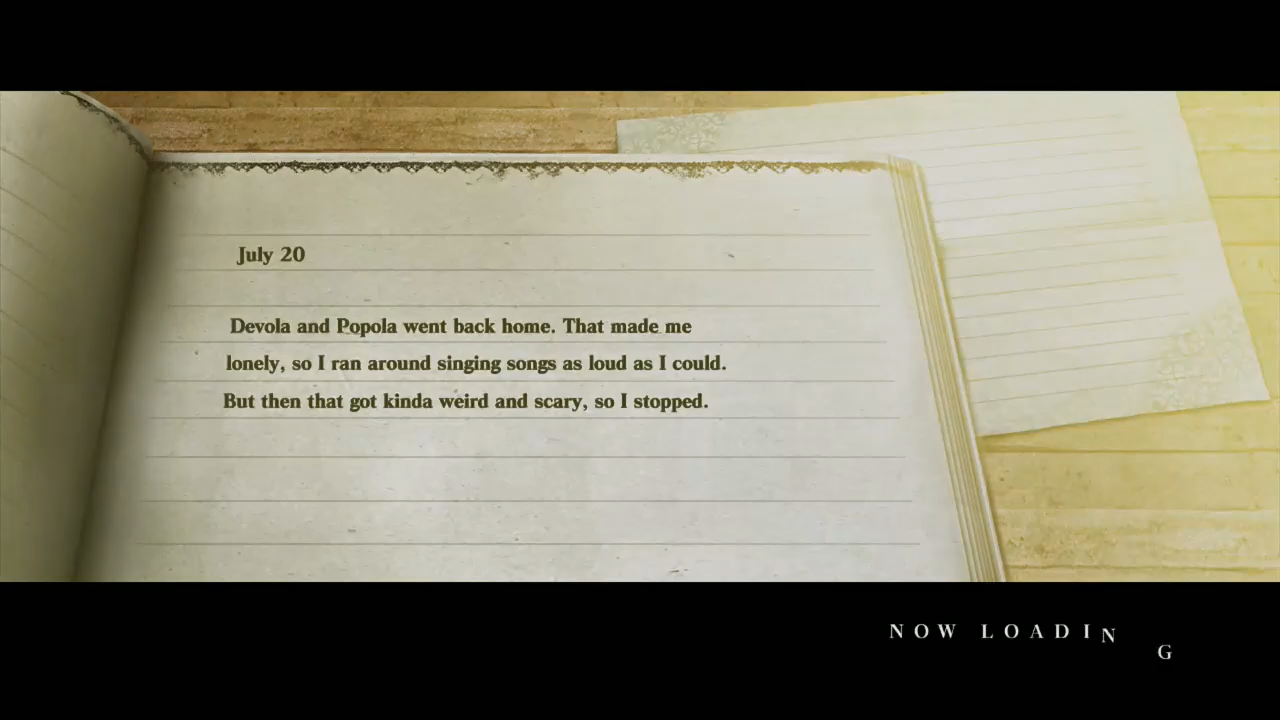 July 20
Devola and Popola went back home. That made me
lonely, so I ran around singing songs as loud as I could.
But then that got kinda weird and scary, so I stopped.
NOW LOADING